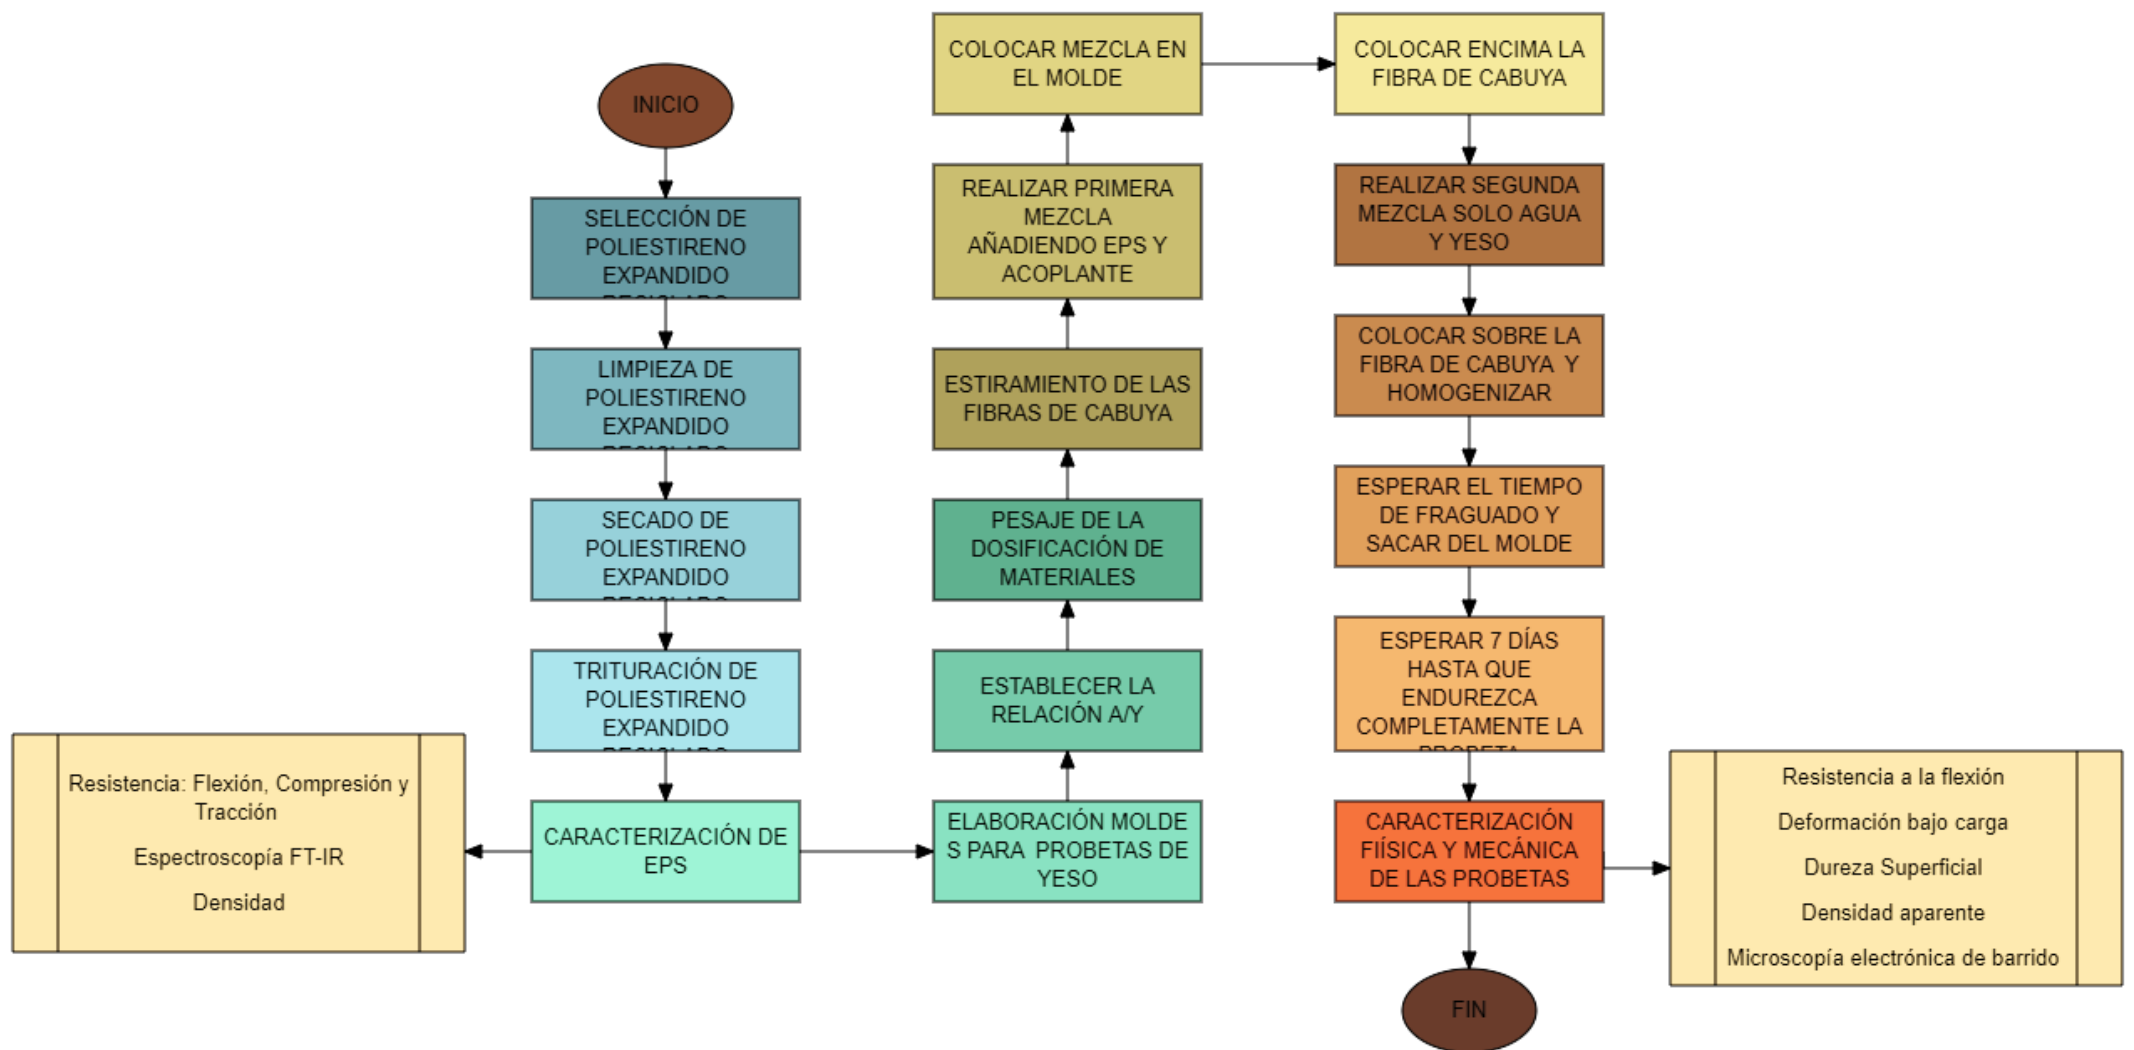 INICIO
SELECCIÓN DE
POLIESTIRENO
EXPANDIDO
LIMPIEZA DE
POLIESTIRENO
EXPANDIDO
SECADO DE
POLIESTIRENO
EXPANDIDO
TRITURACIÓN DE
POLIESTIRENO
EXPANDIDO
CARACTERIZACIÓN DE
EPS
Resistencia: Flexión, Compresión y
Tracción
Espectroscopía FT-IR
Densidad
ELABORACIÓN MOLDE
S PARA PROBETAS DE
YESO
ESTABLECER LA
RELACIÓN A/Y
PESAJE DE LA
DOSIFICACIÓN DE
MATERIALES
ESTIRAMIENTO DE LAS
FIBRAS DE CABUYA
REALIZAR PRIMERA
MEZCLA
AÑADIENDO EPS Y
ACOPLANTE
COLOCAR MEZCLA EN
EL MOLDE
COLOCAR ENCIMA LA
FIBRA DE CABUYA
REALIZAR SEGUNDA
MEZCLA SOLO AGUA
Y YESO
COLOCAR SOBRE LA
FIBRA DE CABUYA Y
HOMOGENIZAR
ESPERAR EL TIEMPO
DE FRAGUADO Y
SACAR DEL MOLDE
ESPERAR 7 DÍAS
HASTA QUE
ENDUREZCA
COMPLETAMENTE LA
CARACTERIZACIÓN
FIÍSICA Y MECÁNICA
DE LAS PROBETAS
Resistencia a la flexión
Deformación bajo carga
Dureza Superficial
Densidad aparente
Microscopía electrónica de barrido
FIN